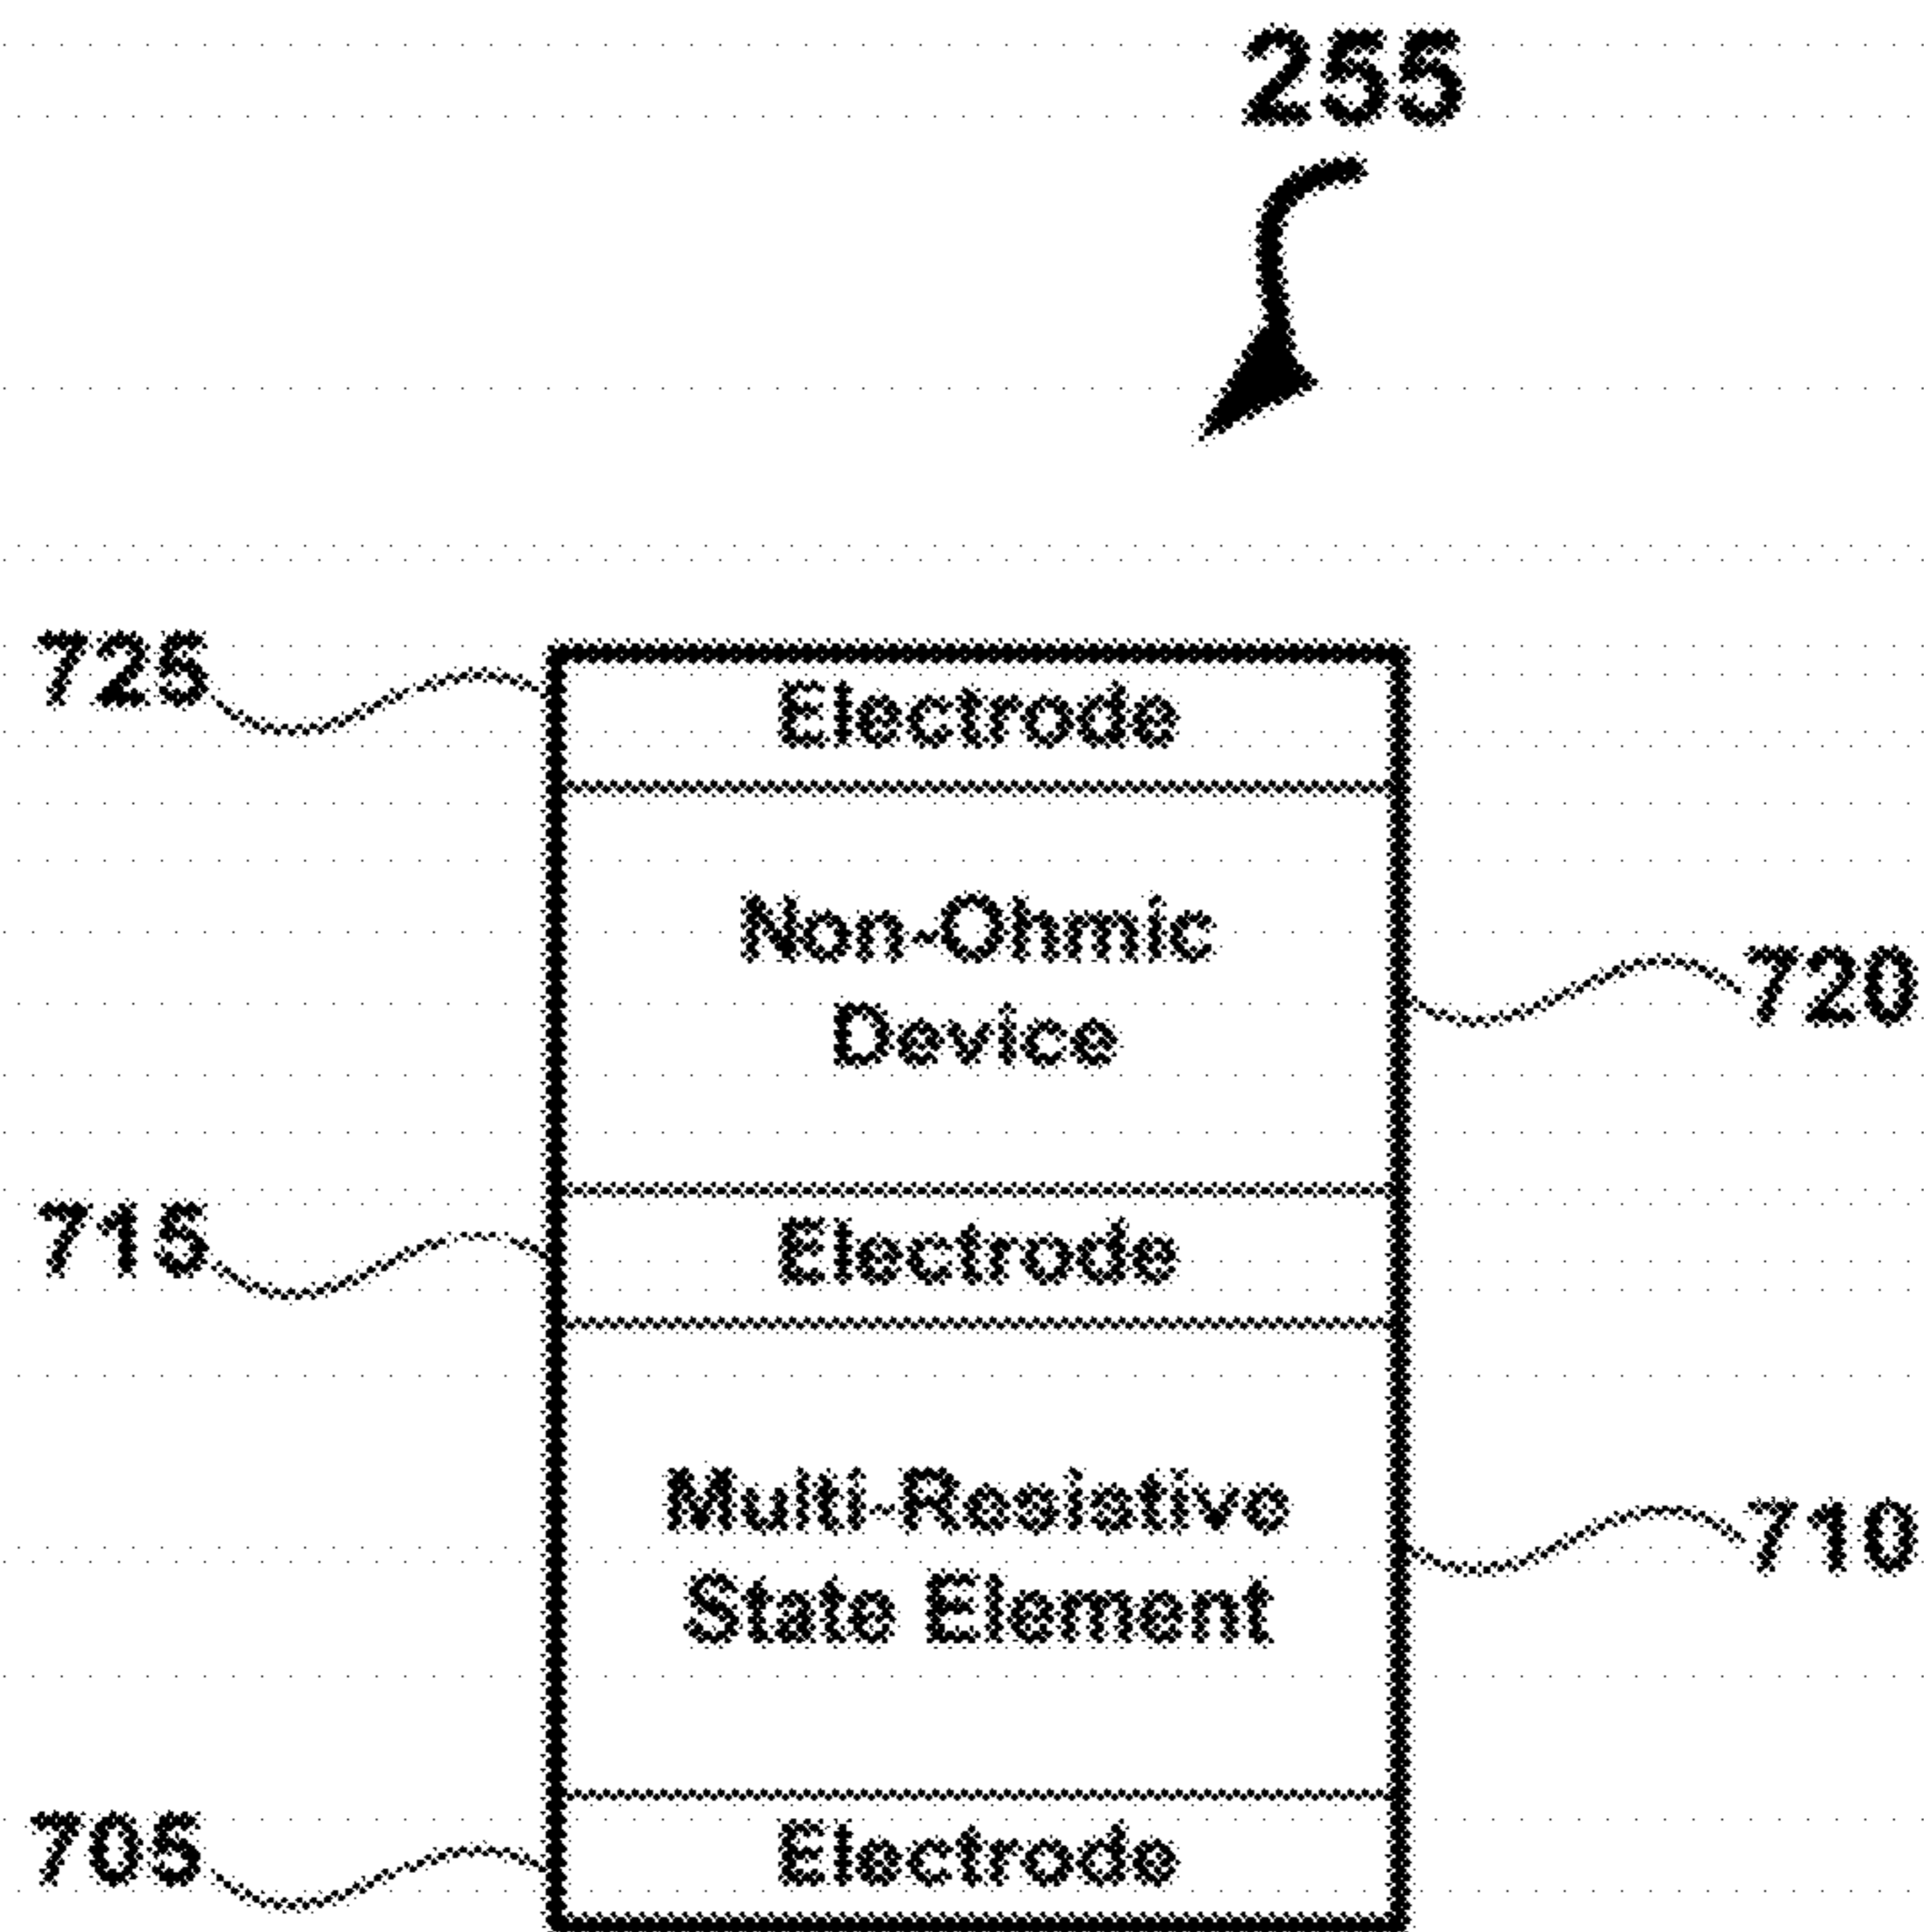 255
725
Electrode
Non-Ohmic
Device
720
715
Electrode
Multi-Resistive
State Element
710
705
Electrode